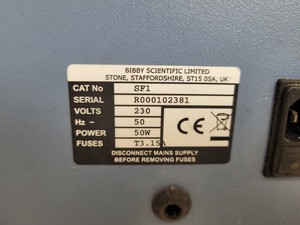 BIBBY SCIENTIFIC LIMITED
STONE, STAFFORDSHIRE, ST15 0SA, UK
CAT No SF1
SERIAL R000102381
VOLTS 230
Hz ~ 50
POWER 50W
FUSES T3.15A
CE
DISCONNECT MAINS SUPPLY
BEFORE REMOVING FUSES